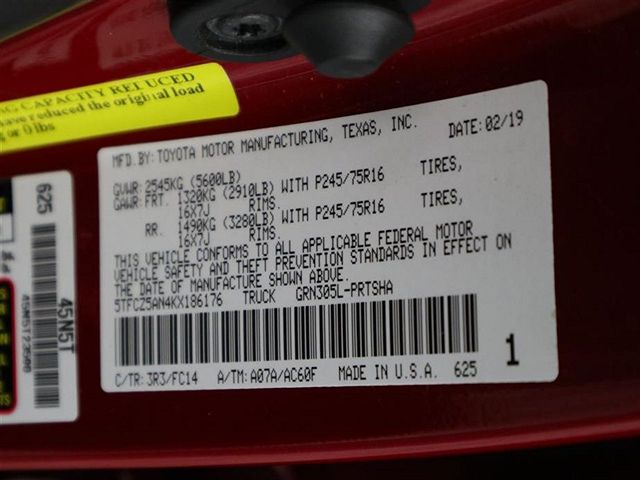 CAPACITY REDUCED
have reduced the original load
or 0 lbs
MFD. BY: TOYOTA MOTOR MANUFACTURING, TEXAS, INC. DATE: 02/19
GVWR: 2545KG (5600LB)
GAWR: FRT. 1320KG (2910LB) WITH P245/75R16 TIRES,
16X7J RIMS.
RR. 1490KG (3280LB) WITH P245/75R16 TIRES,
16X7J RIMS.
THIS VEHICLE CONFORMS TO ALL APPLICABLE FEDERAL MOTOR
VEHICLE SAFETY AND THEFT PREVENTION STANDARDS IN EFFECT ON
THE DATE OF MANUFACTURE SHOWN ABOVE.
5TFCZ5AN4KX186176 TRUCK GRN305L-PRTSHA
1
C/TR: 3R3/FC14 A/TM: A07A/AC60F MADE IN U.S.A. 625
625
45N5T